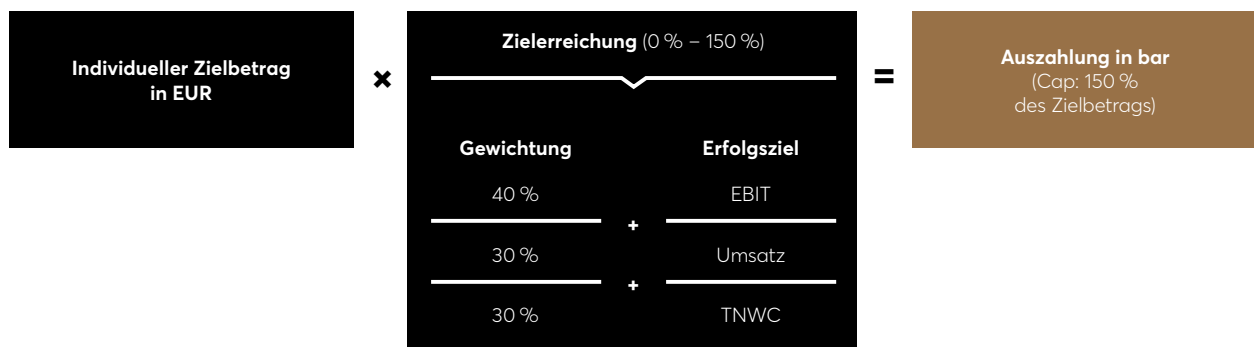 Individueller Zielbetrag
in EUR
×
Zielerreichung (0 % – 150 %)
=
Auszahlung in bar
(Cap: 150 %
des Zielbetrags)
Gewichtung Erfolgsziel
40 % EBIT
+
30 % Umsatz
+
30 % TNWC